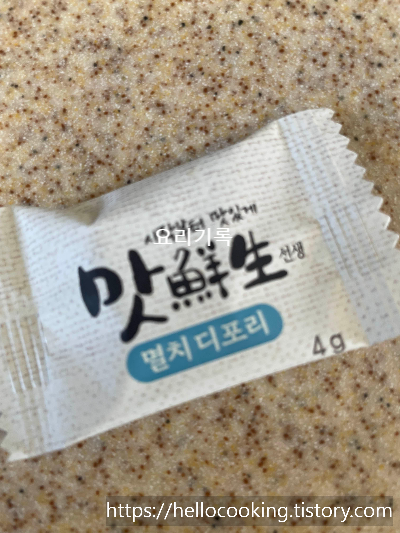 시작부터 맛있게
요리기록
맛鮮生
선생
멸치 디포리
4g
https://hellocooking.tistory.com